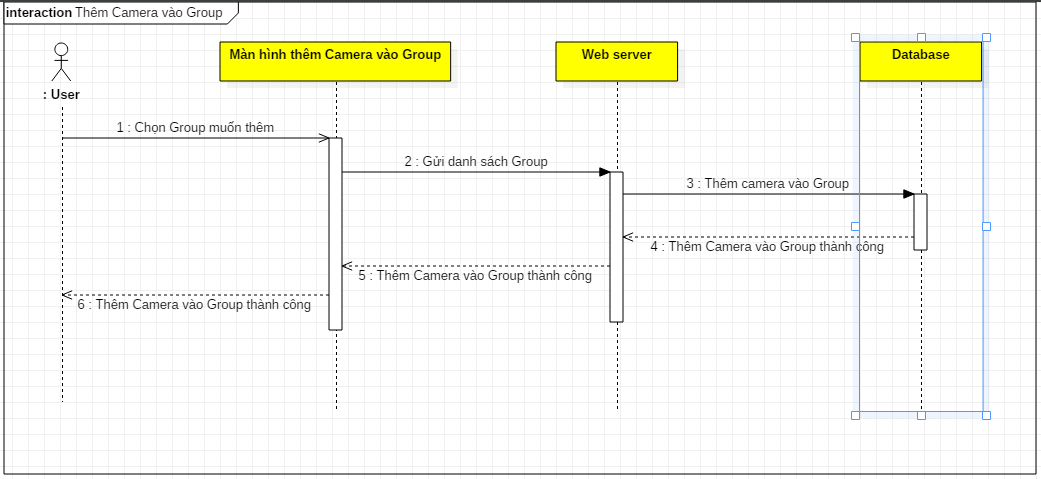 interaction Thêm Camera vào Group
: User
Màn hình thêm Camera vào Group
Web server
Database
1 : Chọn Group muốn thêm
2 : Gửi danh sách Group
3 : Thêm camera vào Group
4 : Thêm Camera vào Group thành công
5 : Thêm Camera vào Group thành công
6 : Thêm Camera vào Group thành công